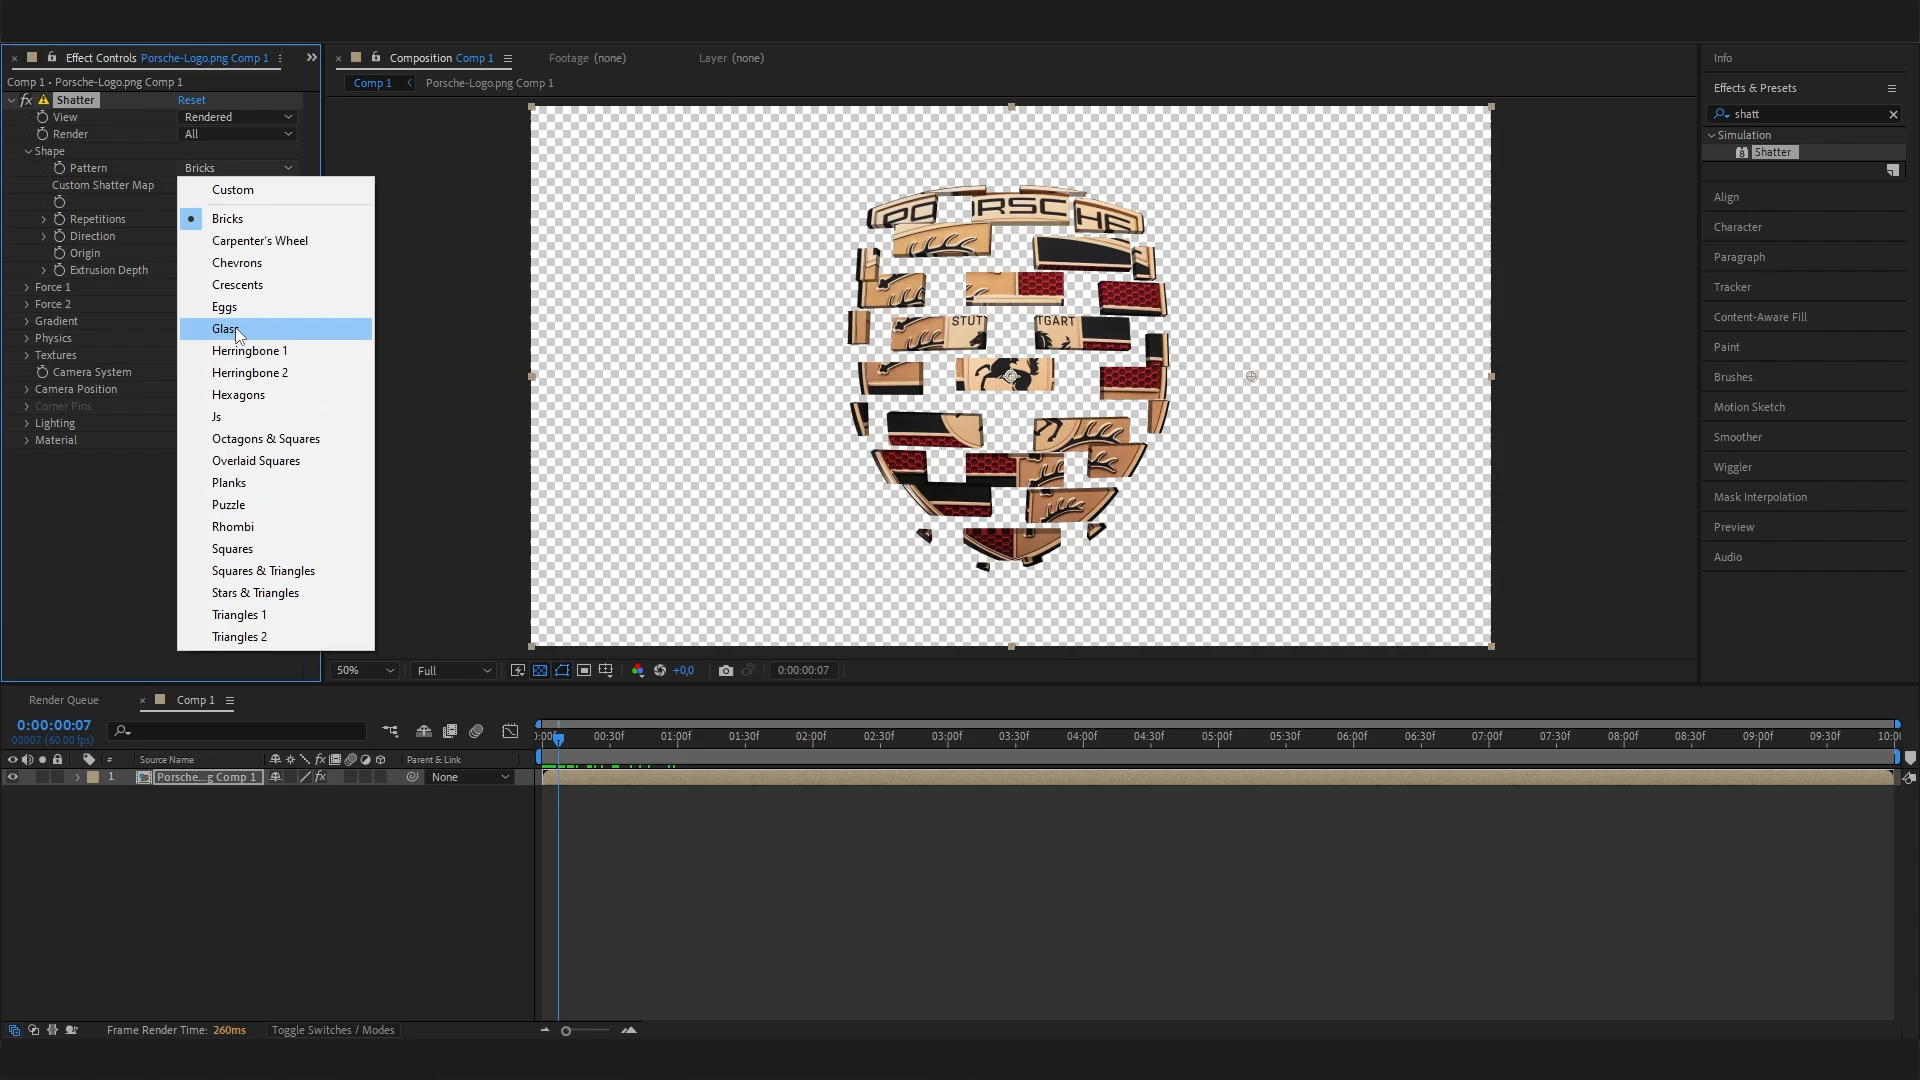 Effect Controls Porsche-Logo.png Comp 1
Composition Comp 1
Footage (none)
Layer (none)
Info
Comp 1 • Porsche-Logo.png Comp 1
Comp 1
Porsche-Logo.png Comp 1
Effects & Presets
fx Shatter Reset
shatt
View Rendered
Render All
Simulation
Shape
Shatter
Pattern Bricks
Custom Shatter Map
Repetitions
Direction
Origin
Extrusion Depth
Force 1
Force 2
Gradient
Physics
Textures
Camera System
Camera Position
Corner Pins
Lighting
Material
Custom
Bricks
Carpenter's Wheel
Chevrons
Crescents
Eggs
Glass
Herringbone 1
Herringbone 2
Hexagons
Js
Octagons & Squares
Overlaid Squares
Planks
Puzzle
Rhombi
Squares
Squares & Triangles
Stars & Triangles
Triangles 1
Triangles 2
PORSCHE
STUTTGART
Align
Character
Paragraph
Tracker
Content-Aware Fill
Paint
Brushes
Motion Sketch
Smoother
Wiggler
Mask Interpolation
Preview
Audio
50%
Full
+0,0
0:00:00:07
Render Queue
Comp 1
0:00:00:07
00007 (60.00 fps)
):00f 00:30f 01:00f 01:30f 02:00f 02:30f 03:00f 03:30f 04:00f 04:30f 05:00f 05:30f 06:00f 06:30f 07:00f 07:30f 08:00f 08:30f 09:00f 09:30f 10:0(
# Source Name fx Parent & Link
1 Porsche...g Comp 1 fx None
Frame Render Time: 260ms
Toggle Switches / Modes